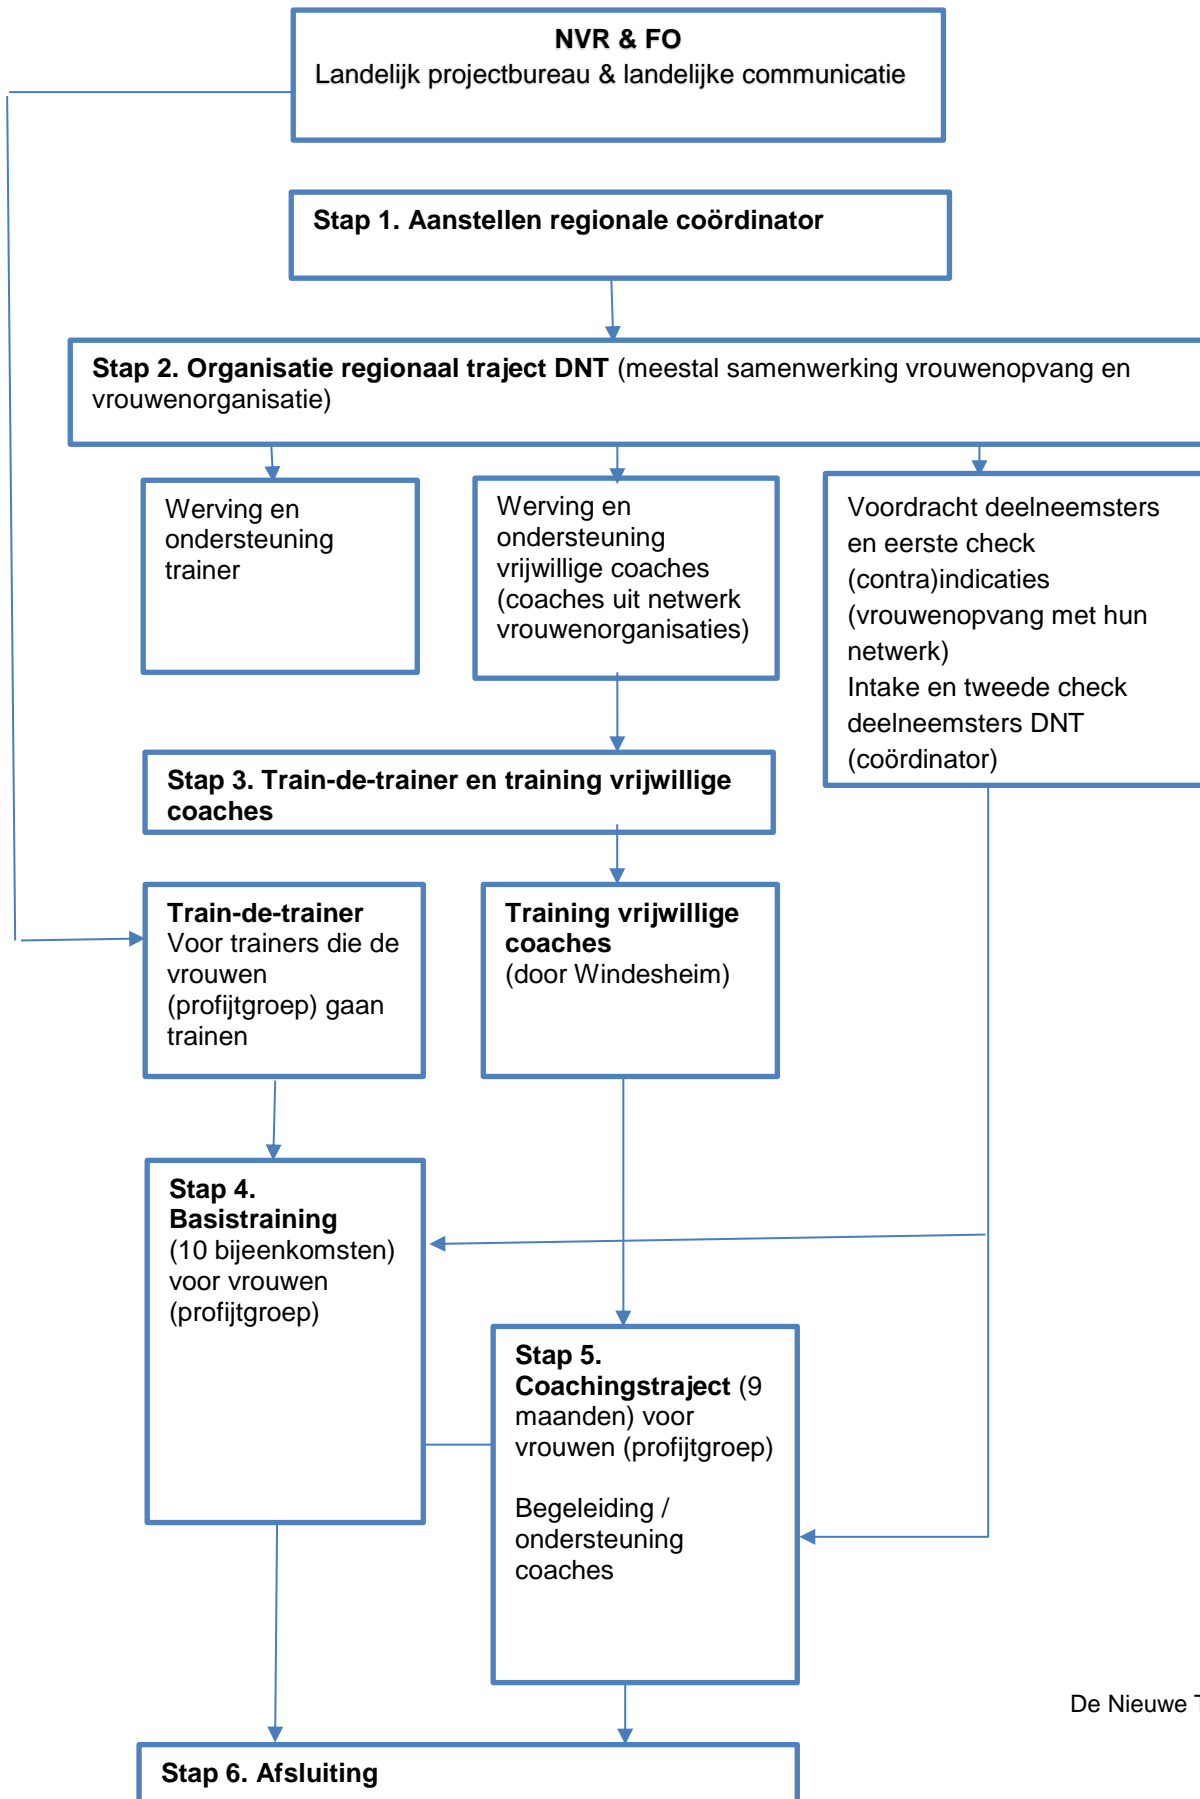 NVR & FO
Landelijk projectbureau & landelijke communicatie
Stap 1. Aanstellen regionale coördinator
Stap 2. Organisatie regionaal traject DNT (meestal samenwerking vrouwenopvang en
vrouwenorganisatie)
Werving en
ondersteuning
trainer
Werving en
ondersteuning
vrijwillige coaches
(coaches uit netwerk
vrouwenorganisaties)
Voordracht deelneemsters
en eerste check
(contra)indicaties
(vrouwenopvang met hun
netwerk)
Intake en tweede check
deelneemsters DNT
(coördinator)
Stap 3. Train-de-trainer en training vrijwillige
coaches
Train-de-trainer
Voor trainers die de
vrouwen
(profijtgroep) gaan
trainen
Training vrijwillige
coaches
(door Windesheim)
Stap 4.
Basistraining
(10 bijeenkomsten)
voor vrouwen
(profijtgroep)
Stap 5.
Coachingstraject (9
maanden) voor
vrouwen (profijtgroep)
Begeleiding /
ondersteuning
coaches
De Nieuwe T
Stap 6. Afsluiting